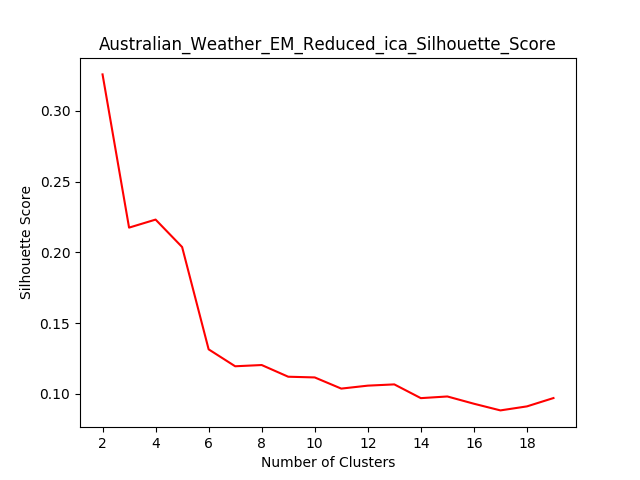 Australian_Weather_EM_Reduced_ica_Silhouette_Score
0.30
0.25
0.20
0.15
0.10
Silhouette Score
2 4 6 8 10 12 14 16 18
Number of Clusters